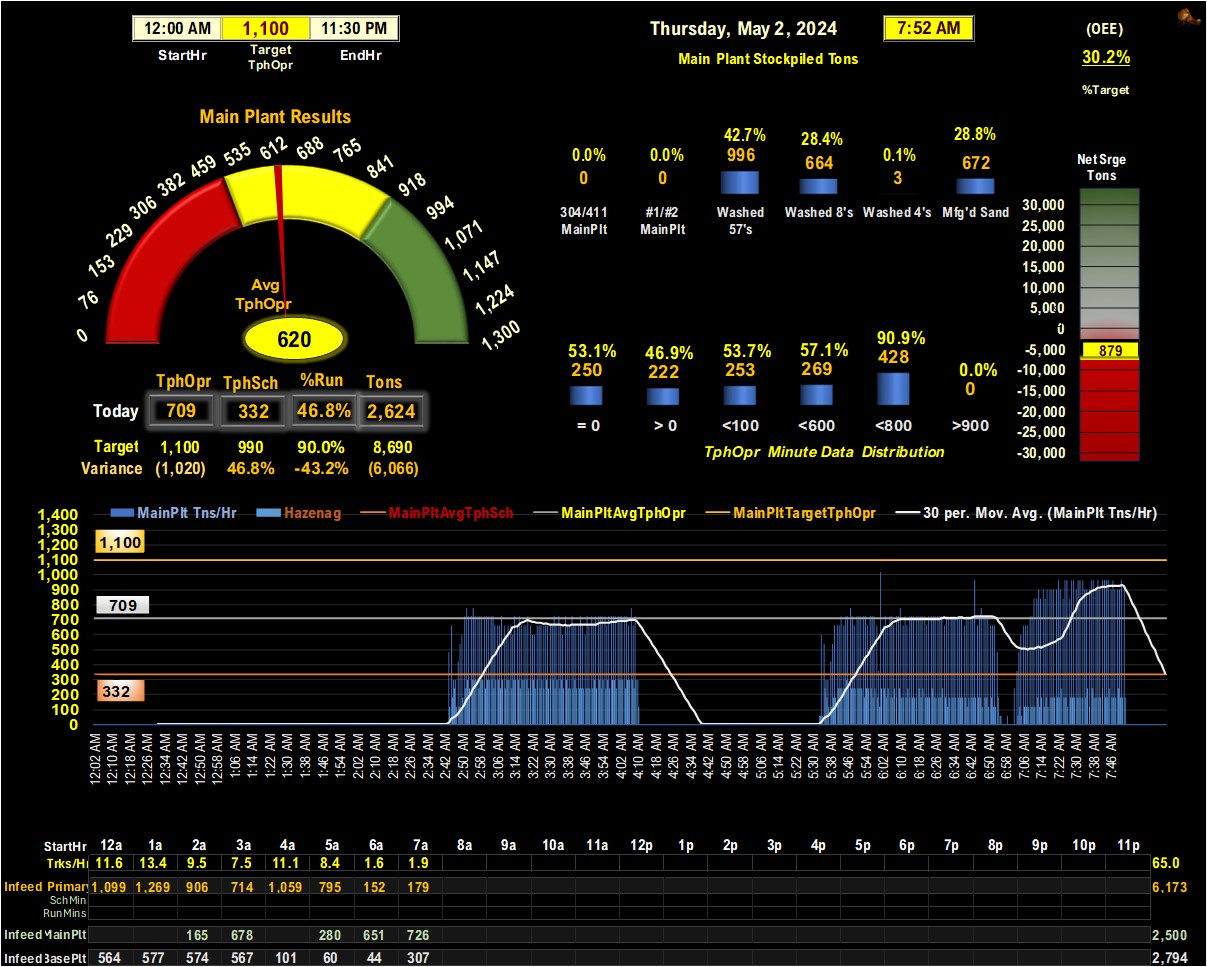 12:00 AM 1,100 11:30 PM
StartHr Target TphOpr EndHr
Thursday, May 2, 2024 7:52 AM
Main Plant Stockpiled Tons
(OEE)
30.2%
%Target
Main Plant Results
0 76 153 229 306 382 459 535 612 688 765 841 918 994 1,071 1,147 1,224 1,300
Avg
TphOpr
620
TphOpr TphSch %Run Tons
Today 709 332 46.8% 2,624
Target 1,100 990 90.0% 8,690
Variance (1,020) 46.8% -43.2% (6,066)
0.0% 0.0% 42.7% 28.4% 0.1% 28.8%
0 0 996 664 3 672
304/411 #1/#2 Washed Washed 8's Washed 4's Mfg'd Sand
MainPlt MainPlt 57's
53.1% 46.9% 53.7% 57.1% 90.9% 0.0%
250 222 253 269 428 0
= 0 > 0 <100 <600 <800 >900
TphOpr Minute Data Distribution
Net Srge
Tons
30,000
25,000
20,000
15,000
10,000
5,000
0
-5,000
879
-10,000
-15,000
-20,000
-25,000
-30,000
MainPlt Tns/Hr Hazenag MainPltAvgTphSch MainPltAvgTphOpr MainPltTargetTphOpr 30 per. Mov. Avg. (MainPlt Tns/Hr)
1,400
1,300
1,200
1,100
1,000
900
800
700
600
500
400
300
200
100
0
1,100
709
332
12:02 AM 12:10 AM 12:18 AM 12:26 AM 12:34 AM 12:42 AM 12:50 AM 12:58 AM 1:06 AM 1:14 AM 1:22 AM 1:30 AM 1:38 AM 1:46 AM 1:54 AM 2:02 AM 2:10 AM 2:18 AM 2:26 AM 2:34 AM 2:42 AM 2:50 AM 2:58 AM 3:06 AM 3:14 AM 3:22 AM 3:30 AM 3:38 AM 3:46 AM 3:54 AM 4:02 AM 4:10 AM 4:18 AM 4:26 AM 4:34 AM 4:42 AM 4:50 AM 4:58 AM 5:06 AM 5:14 AM 5:22 AM 5:30 AM 5:38 AM 5:46 AM 5:54 AM 6:02 AM 6:10 AM 6:18 AM 6:26 AM 6:34 AM 6:42 AM 6:50 AM 6:58 AM 7:06 AM 7:14 AM 7:22 AM 7:30 AM 7:38 AM 7:46 AM
StartHr 12a 1a 2a 3a 4a 5a 6a 7a 8a 9a 10a 11a 12p 1p 2p 3p 4p 5p 6p 7p 8p 9p 10p 11p
Trks/Hr 11.6 13.4 9.5 7.5 11.1 8.4 1.6 1.9 65.0
Infeed Primary 1,099 1,269 906 714 1,059 795 152 179 6,173
SchMin
RunMins
Infeed MainPlt 165 678 280 651 726 2,500
Infeed BasePlt 564 577 574 567 101 60 44 307 2,794